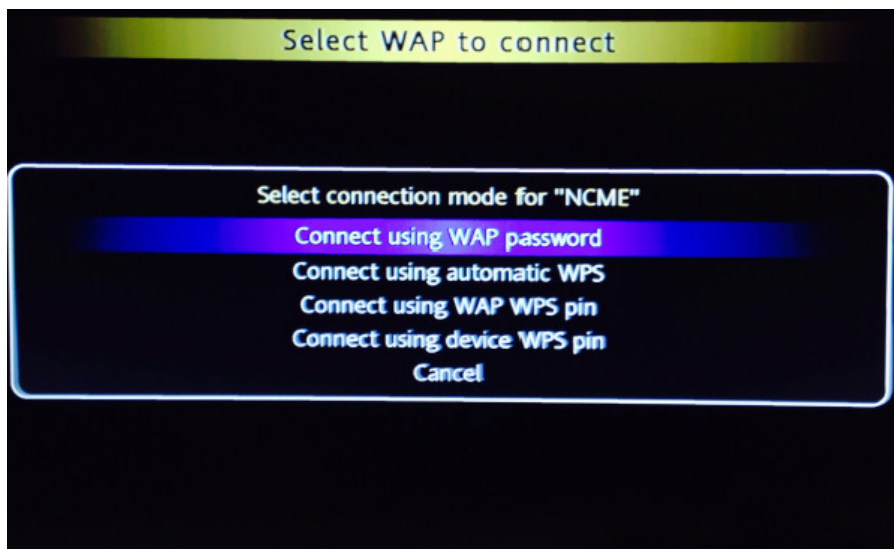 Select WAP to connect
Select connection mode for "NCME"
Connect using WAP password
Connect using automatic WPS
Connect using WAP WPS pin
Connect using device WPS pin
Cancel